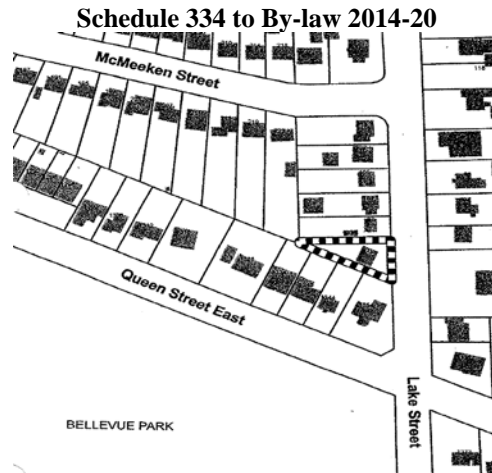 Schedule 334 to By-law 2014-20
McMeeken Street
Queen Street East
Lake Street
BELLEVUE PARK